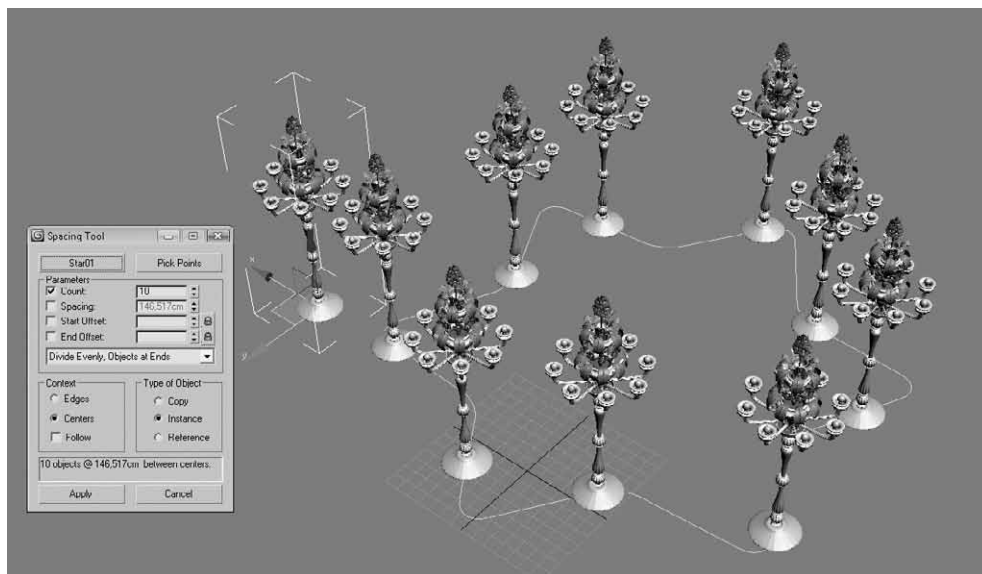 Spacing Tool
Star01
Pick Points
Parameters
Count:
10
Spacing:
146,517cm
Start Offset:
End Offset:
Divide Evenly, Objects at Ends
Context
Edges
Centers
Follow
Type of Object
Copy
Instance
Reference
10 objects @ 146,517cm between centers.
Apply
Cancel